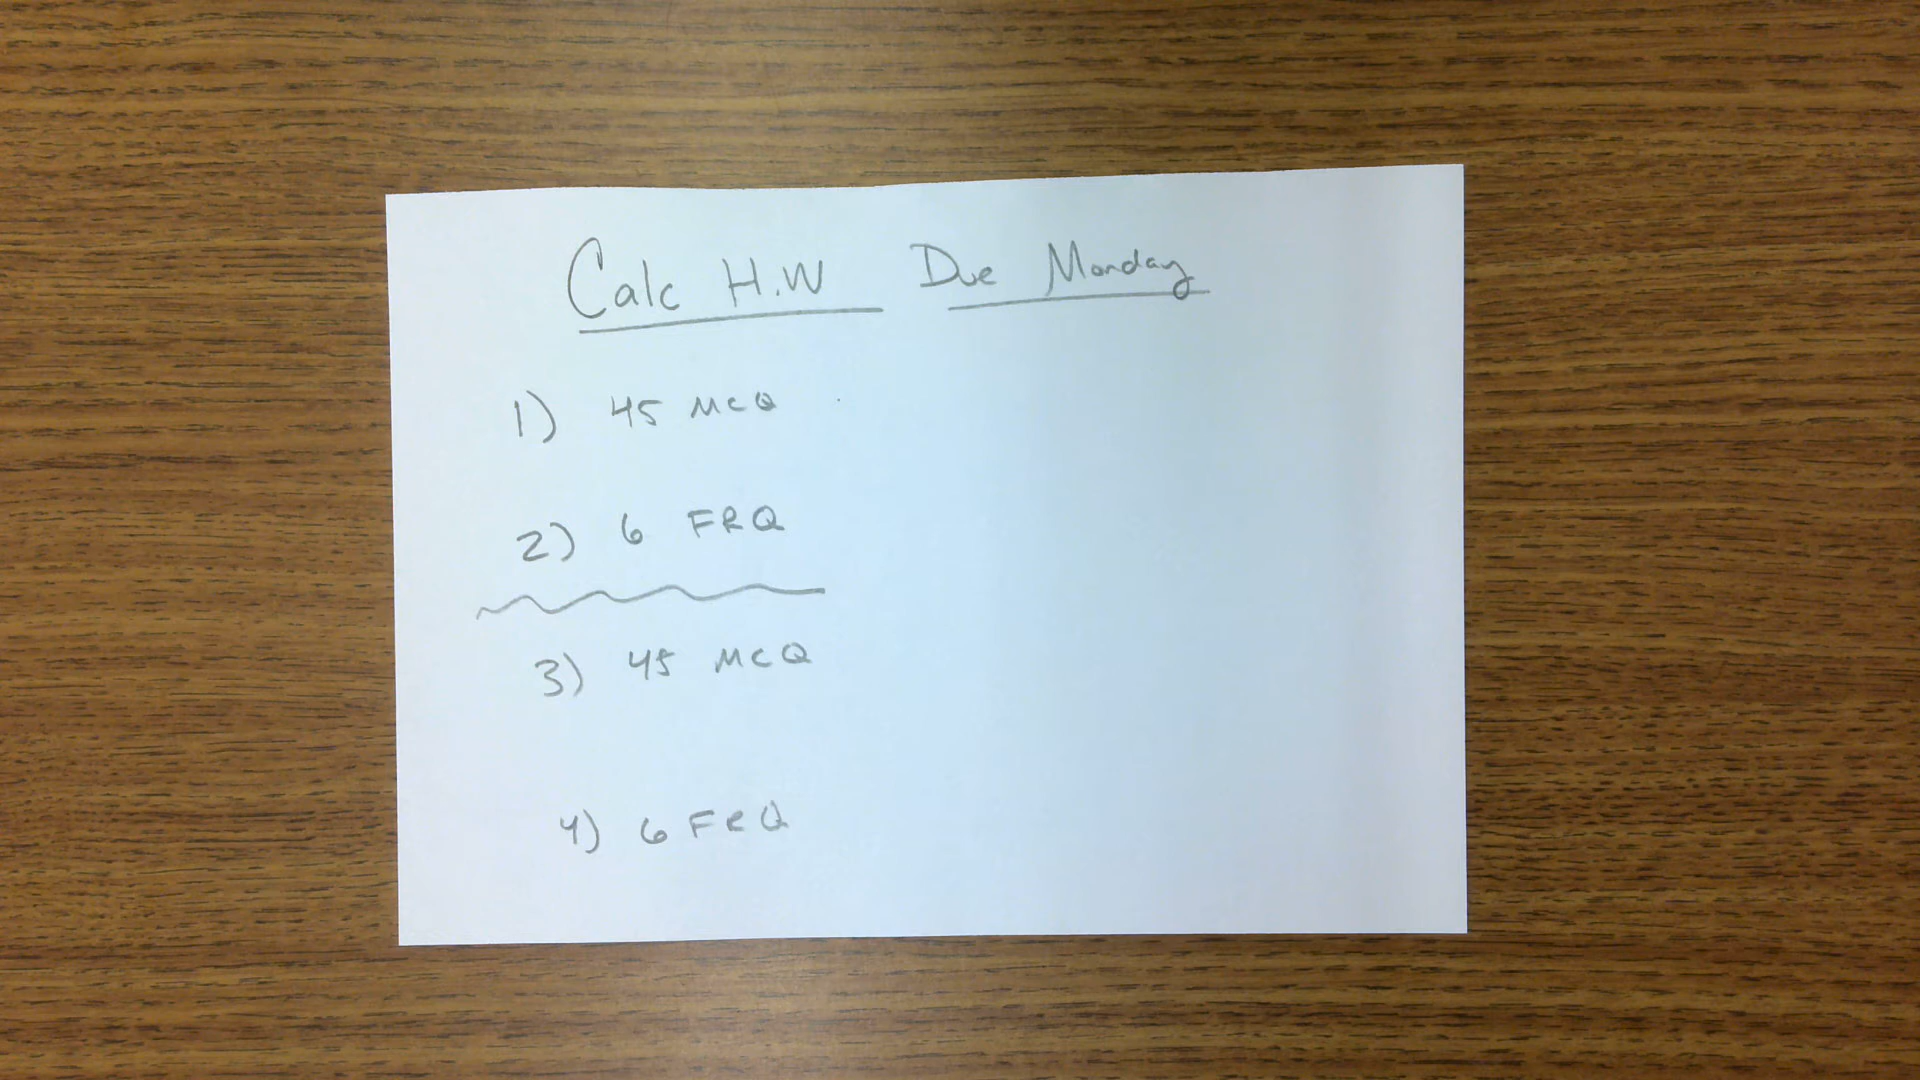 Calc H.W Due Monday
1) 45 MCQ
2) 6 FRQ
3) 45 MCQ
4) 6 FRQ